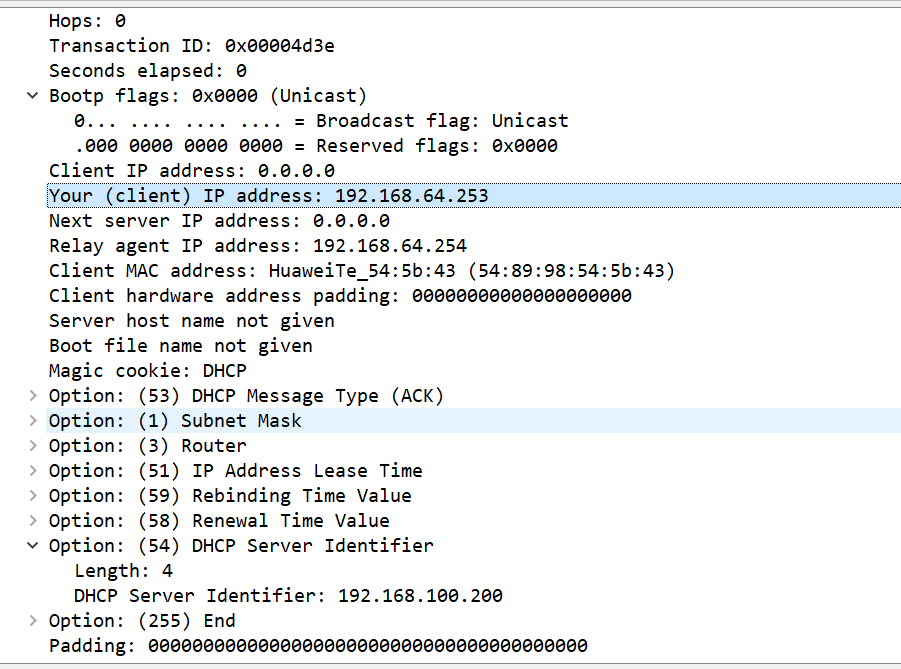 Hops: 0
Transaction ID: 0x00004d3e
Seconds elapsed: 0
Bootp flags: 0x0000 (Unicast)
0... .... .... .... = Broadcast flag: Unicast
.000 0000 0000 0000 = Reserved flags: 0x0000
Client IP address: 0.0.0.0
Your (client) IP address: 192.168.64.253
Next server IP address: 0.0.0.0
Relay agent IP address: 192.168.64.254
Client MAC address: HuaweiTe_54:5b:43 (54:89:98:54:5b:43)
Client hardware address padding: 00000000000000000000
Server host name not given
Boot file name not given
Magic cookie: DHCP
Option: (53) DHCP Message Type (ACK)
Option: (1) Subnet Mask
Option: (3) Router
Option: (51) IP Address Lease Time
Option: (59) Rebinding Time Value
Option: (58) Renewal Time Value
Option: (54) DHCP Server Identifier
Length: 4
DHCP Server Identifier: 192.168.100.200
Option: (255) End
Padding: 0000000000000000000000000000000000000000